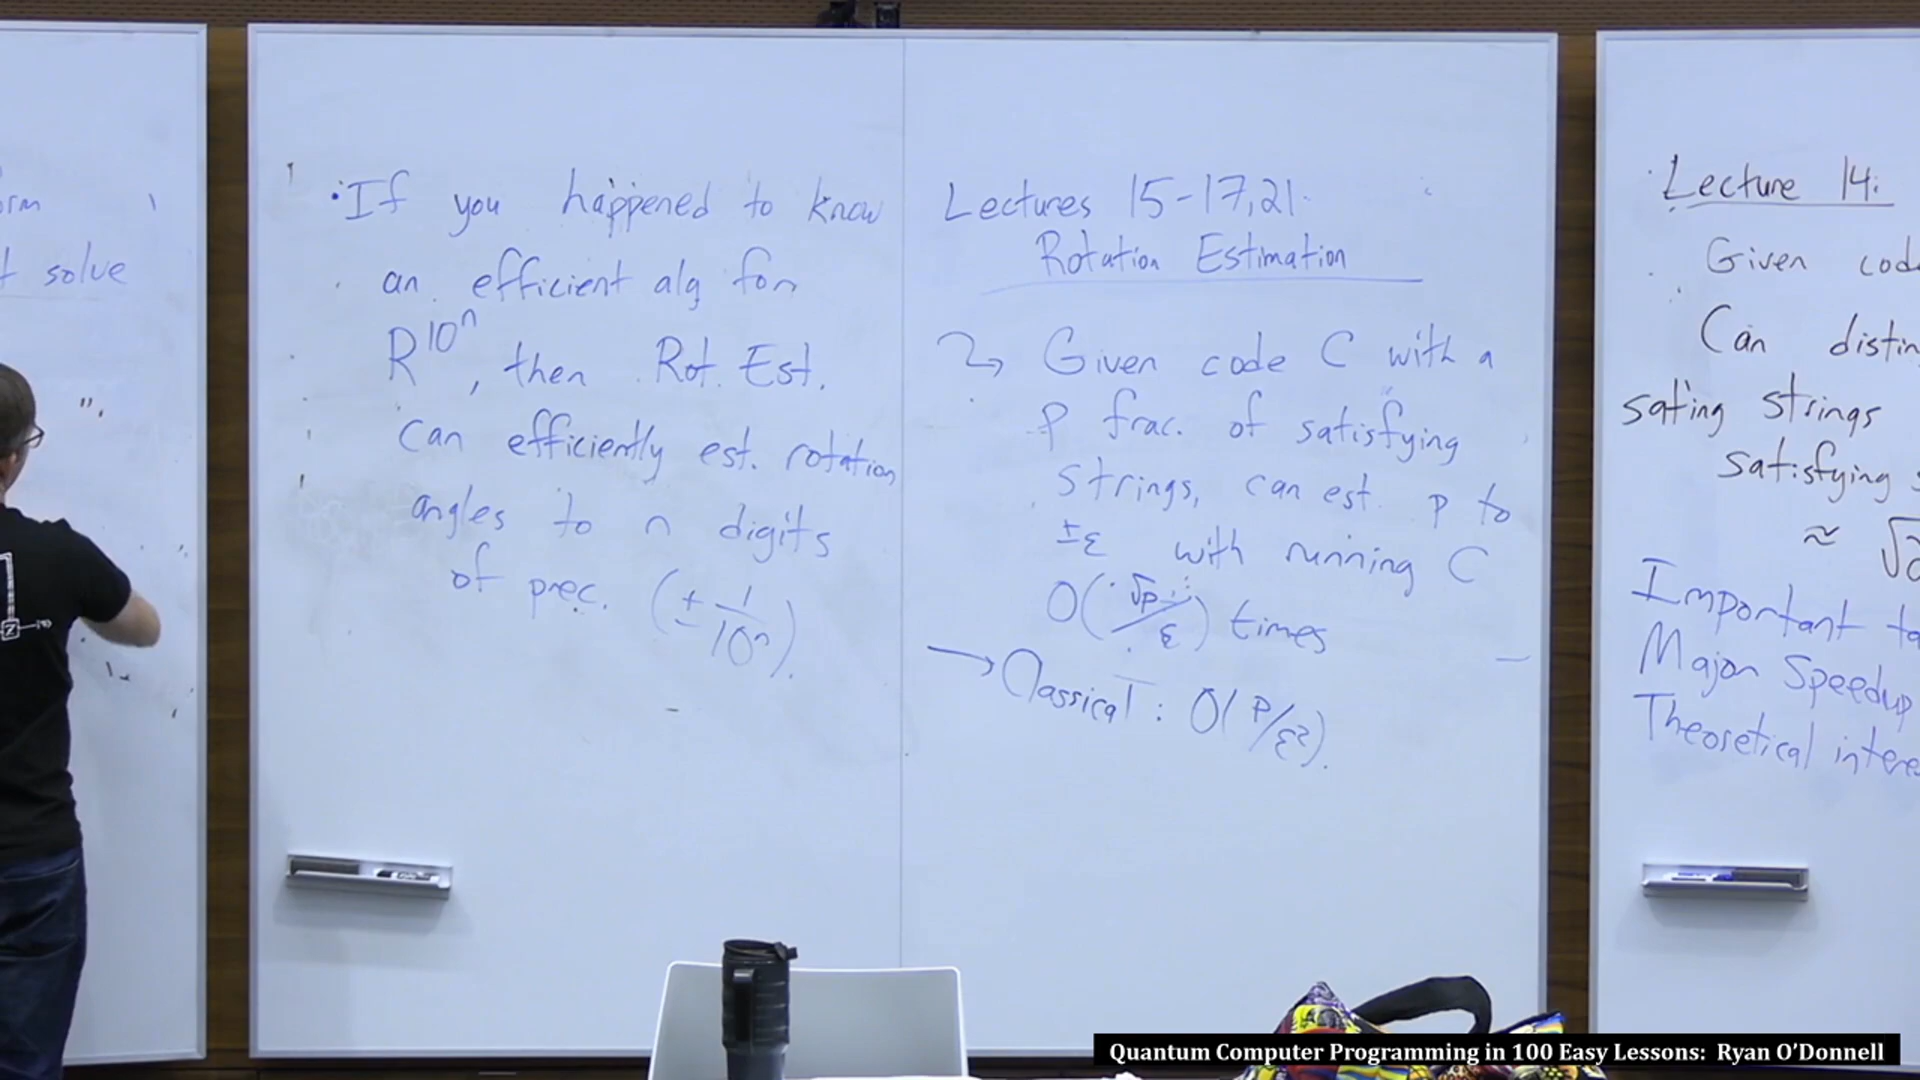 solve
".
• If you happened to know
an efficient alg for
R^10^n, then Rot. Est.
can efficiently est. rotation
angles to n digits
of prec. (± 1/10^n).
Lectures 15-17,21:
Rotation Estimation
Given code C with a
p frac. of satisfying
strings, can est. p to
±ε with running C
O(√p/ε) times
→ Classical: O(p/ε²).
Lecture 14:
Given code
Can distin
sating strings
satisfying s
≈ √2
Important to
Major Speedup
Theoretical intere
Z
Quantum Computer Programming in 100 Easy Lessons: Ryan O'Donnell